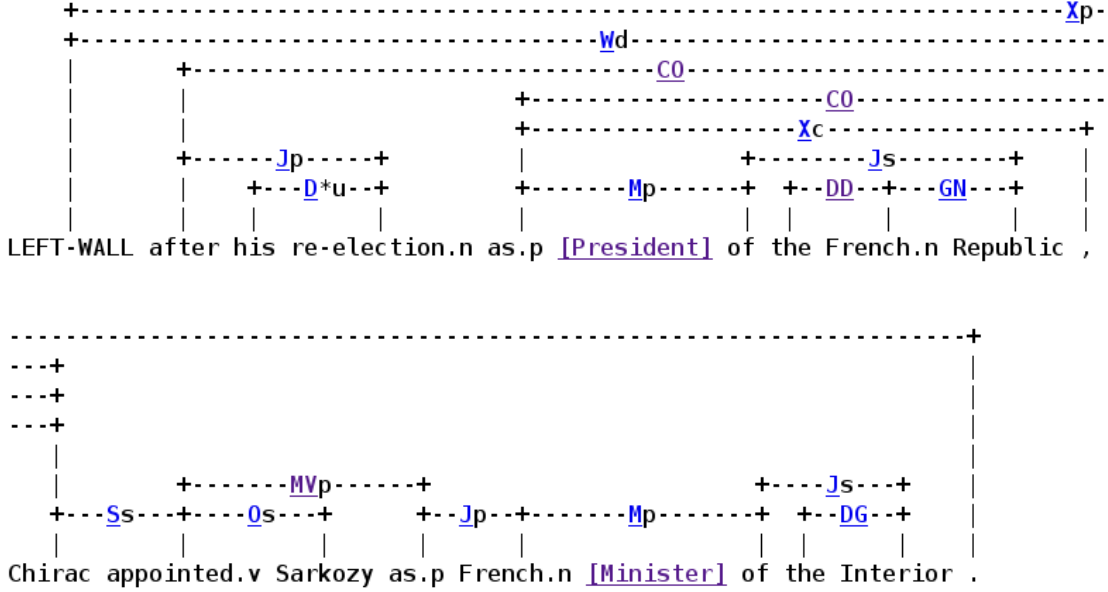 Xp
Wd
CO
CO
Xc
Jp Js
D*u Mp DD GN
LEFT-WALL after his re-election.n as.p [President] of the French.n Republic ,
MVp Js
Ss Os Jp Mp DG
Chirac appointed.v Sarkozy as.p French.n [Minister] of the Interior .